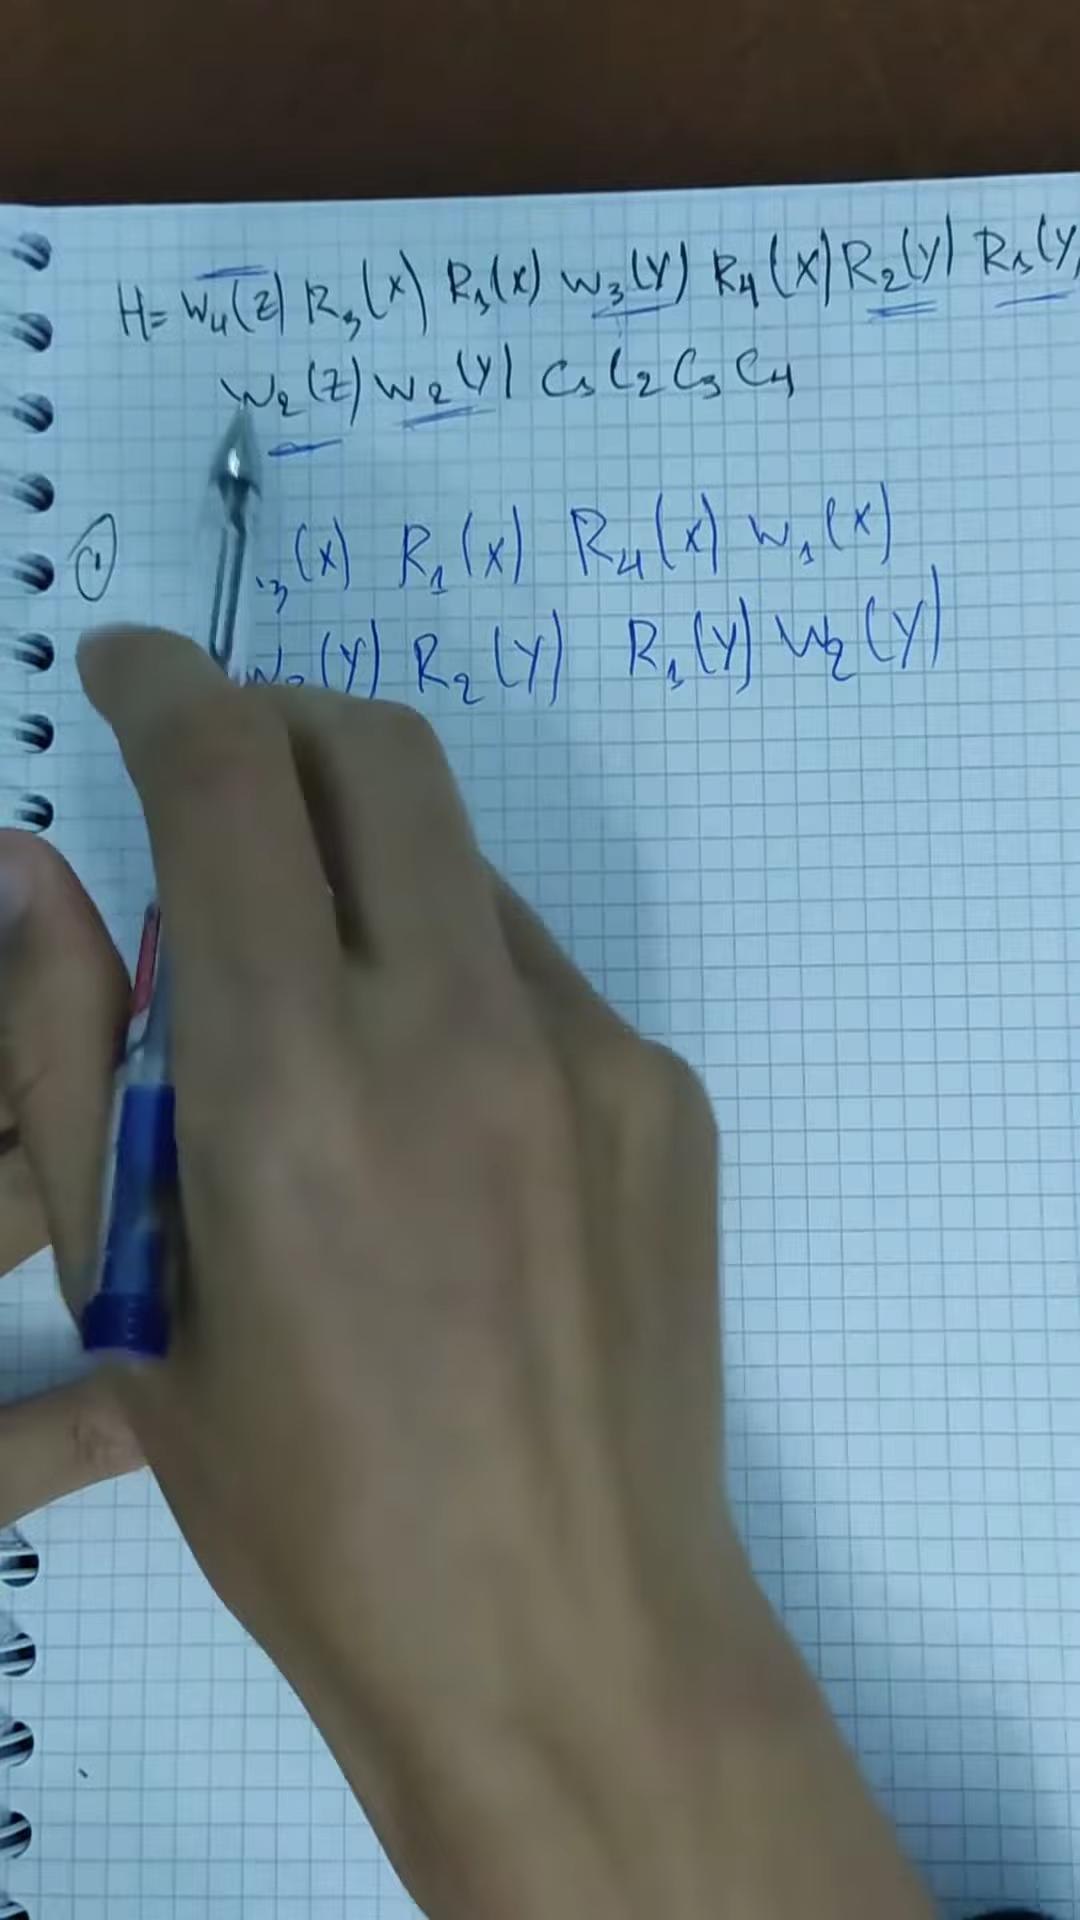 H= W₄(z) R₃(x) R₁(x) W₃(y) R₄(x) R₂(y) R₁(y)
W₂(z) W₂(y) C₁ C₂ C₃ C₄
①
₃(x) R₁(x) R₄(x) W₁(x)
(y) R₂(y) R₁(y) W₂(y)